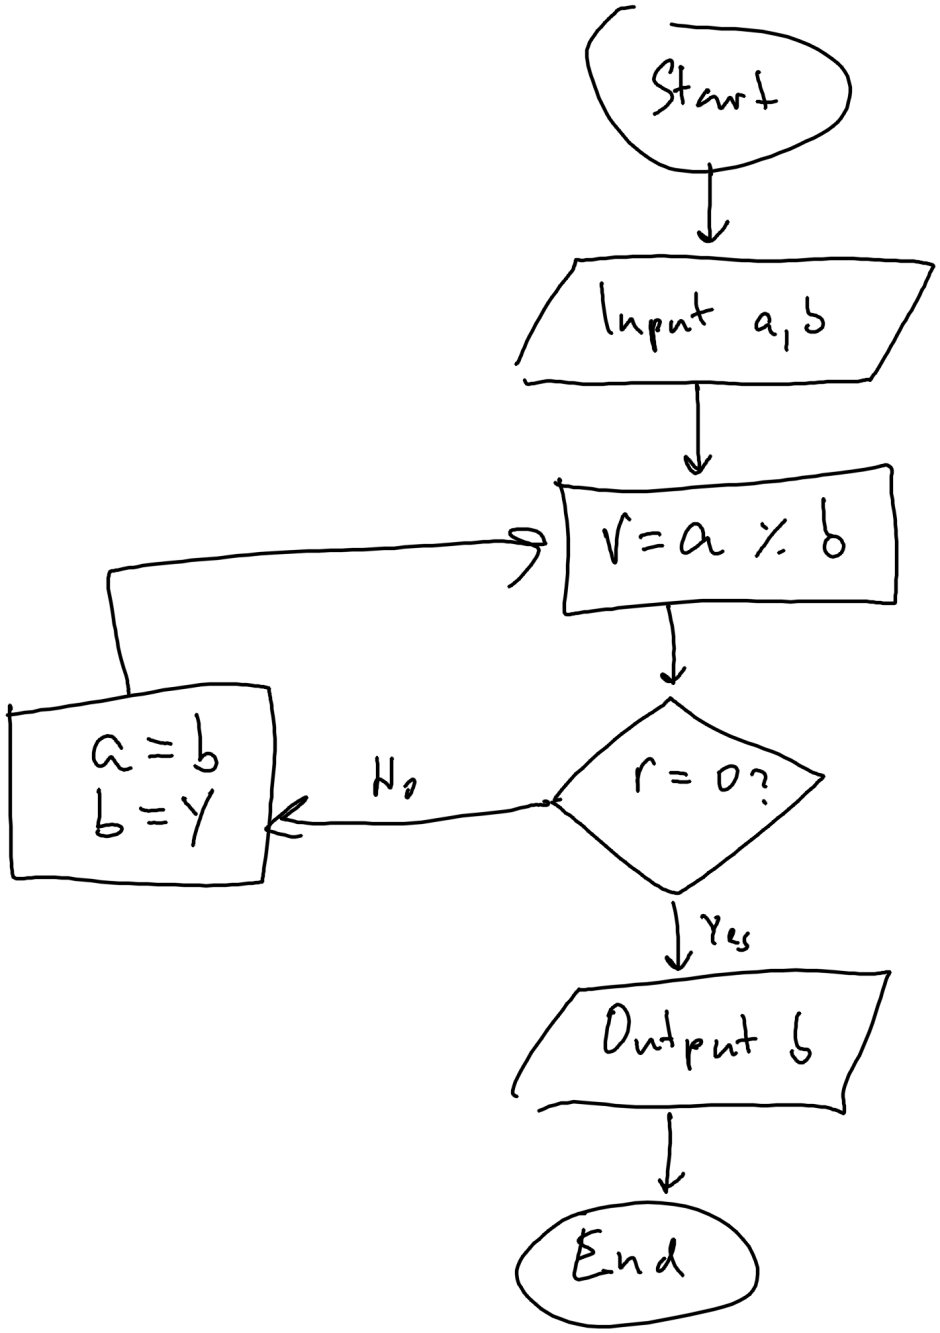 Start
Input a, b
r = a % b
r = 0?
No
a = b
b = r
Yes
Output b
End